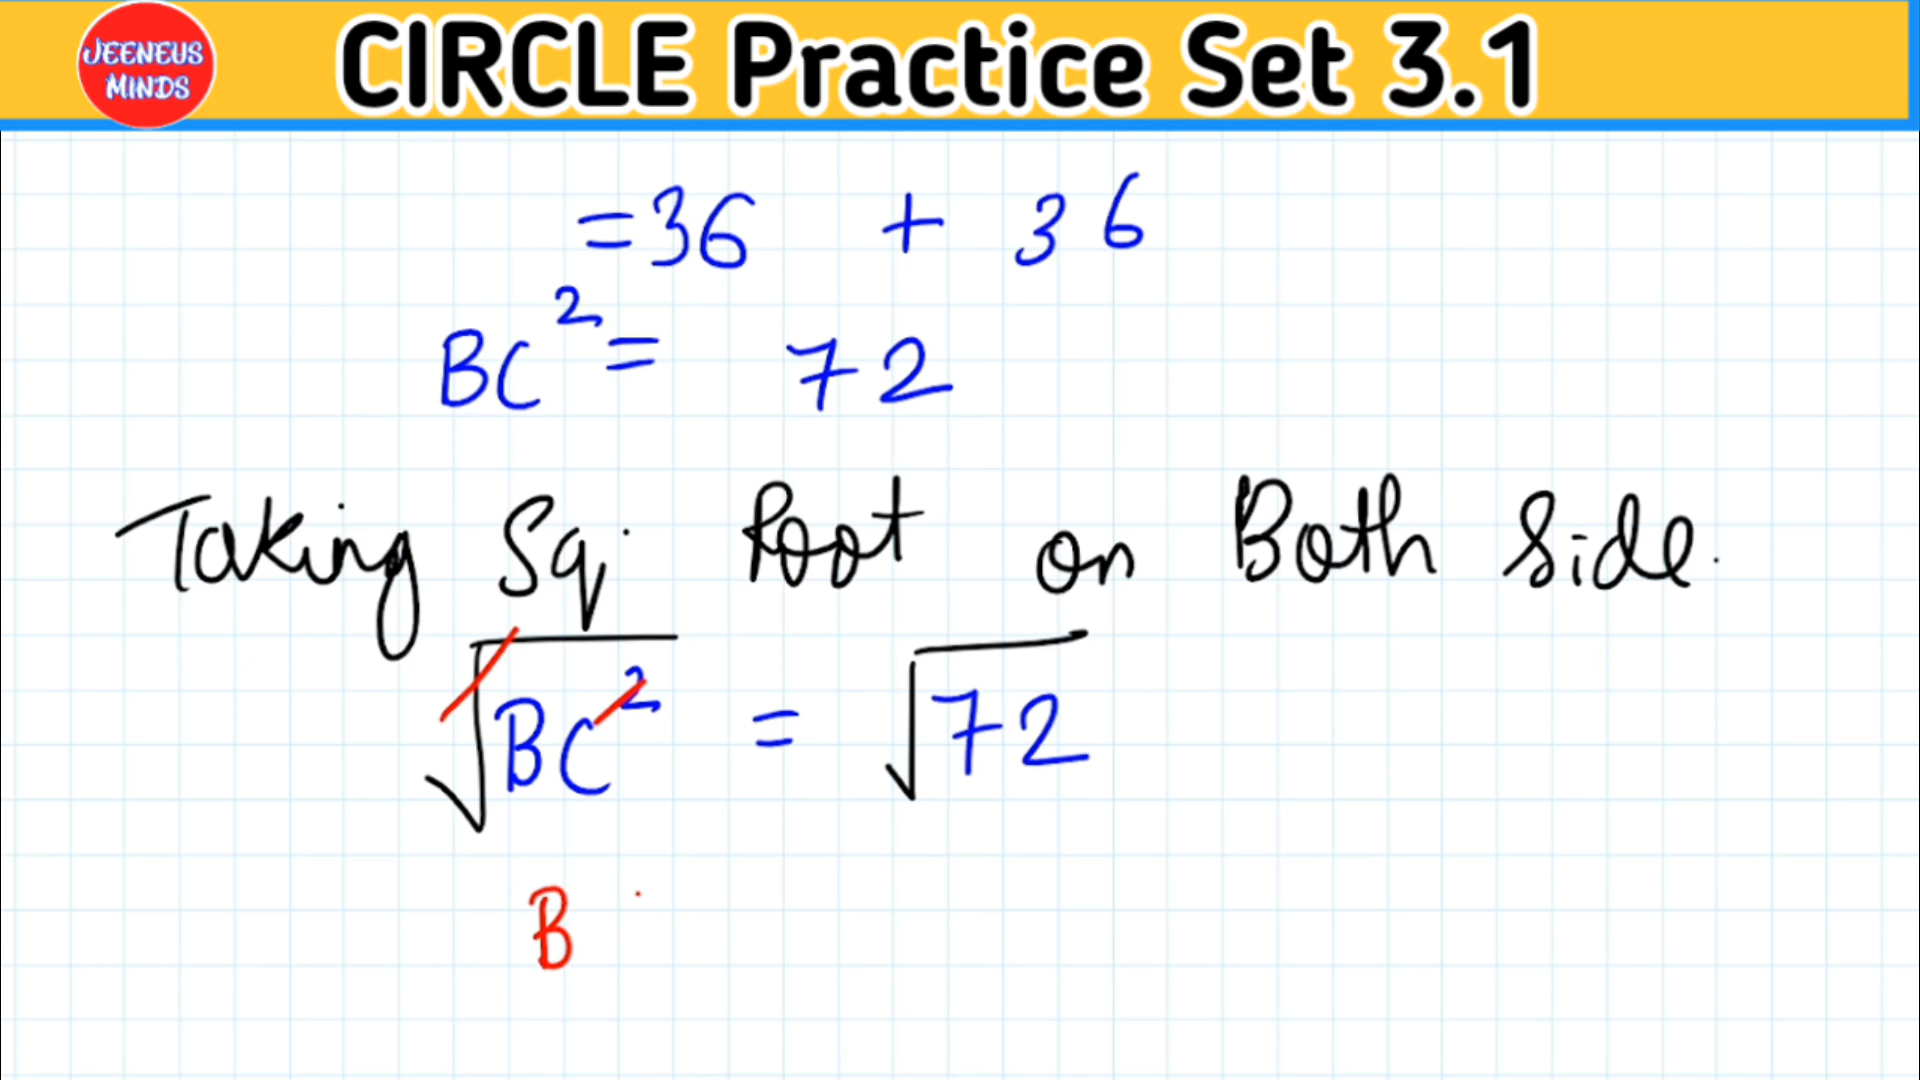 JEENEUS
MINDS
CIRCLE Practice Set 3.1
= 36 + 36
BC² = 72
Taking Sq. Root on Both Side.
√BC² = √72
B